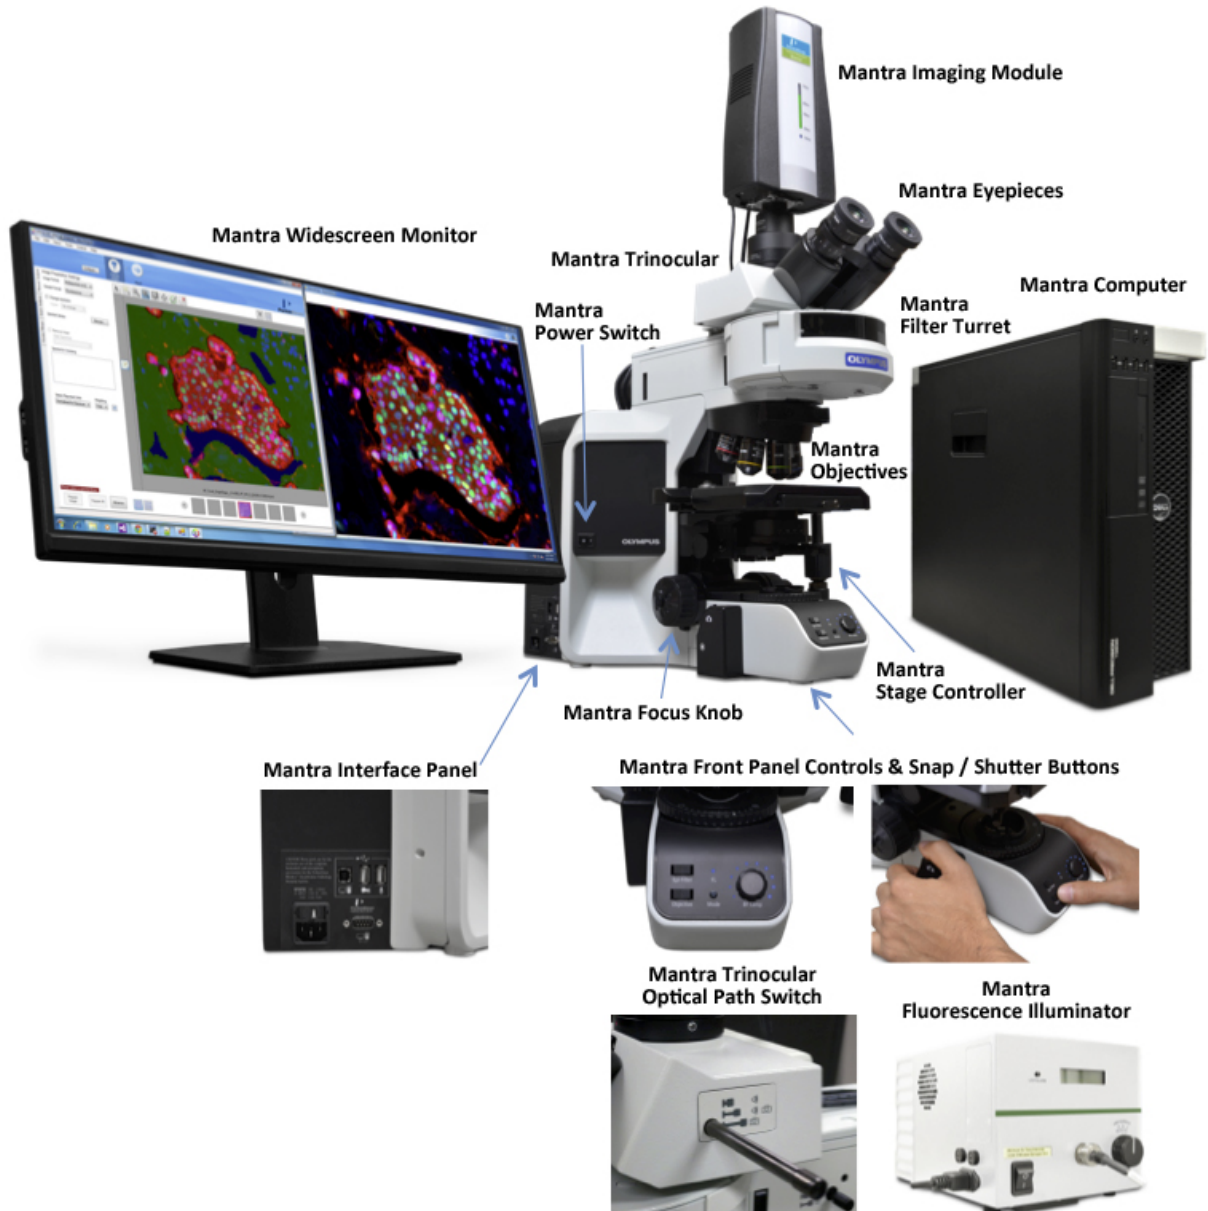 Mantra Imaging Module
Mantra Eyepieces
Mantra Widescreen Monitor
Mantra Trinocular
Mantra Computer
Mantra
Power Switch
Mantra
Filter Turret
OLYMPUS
Mantra
Objectives
OLYMPUS
DELL
Mantra
Stage Controller
Mantra Focus Knob
Mantra Interface Panel
Mantra Front Panel Controls & Snap / Shutter Buttons
Mantra Trinocular
Optical Path Switch
Mantra
Fluorescence Illuminator